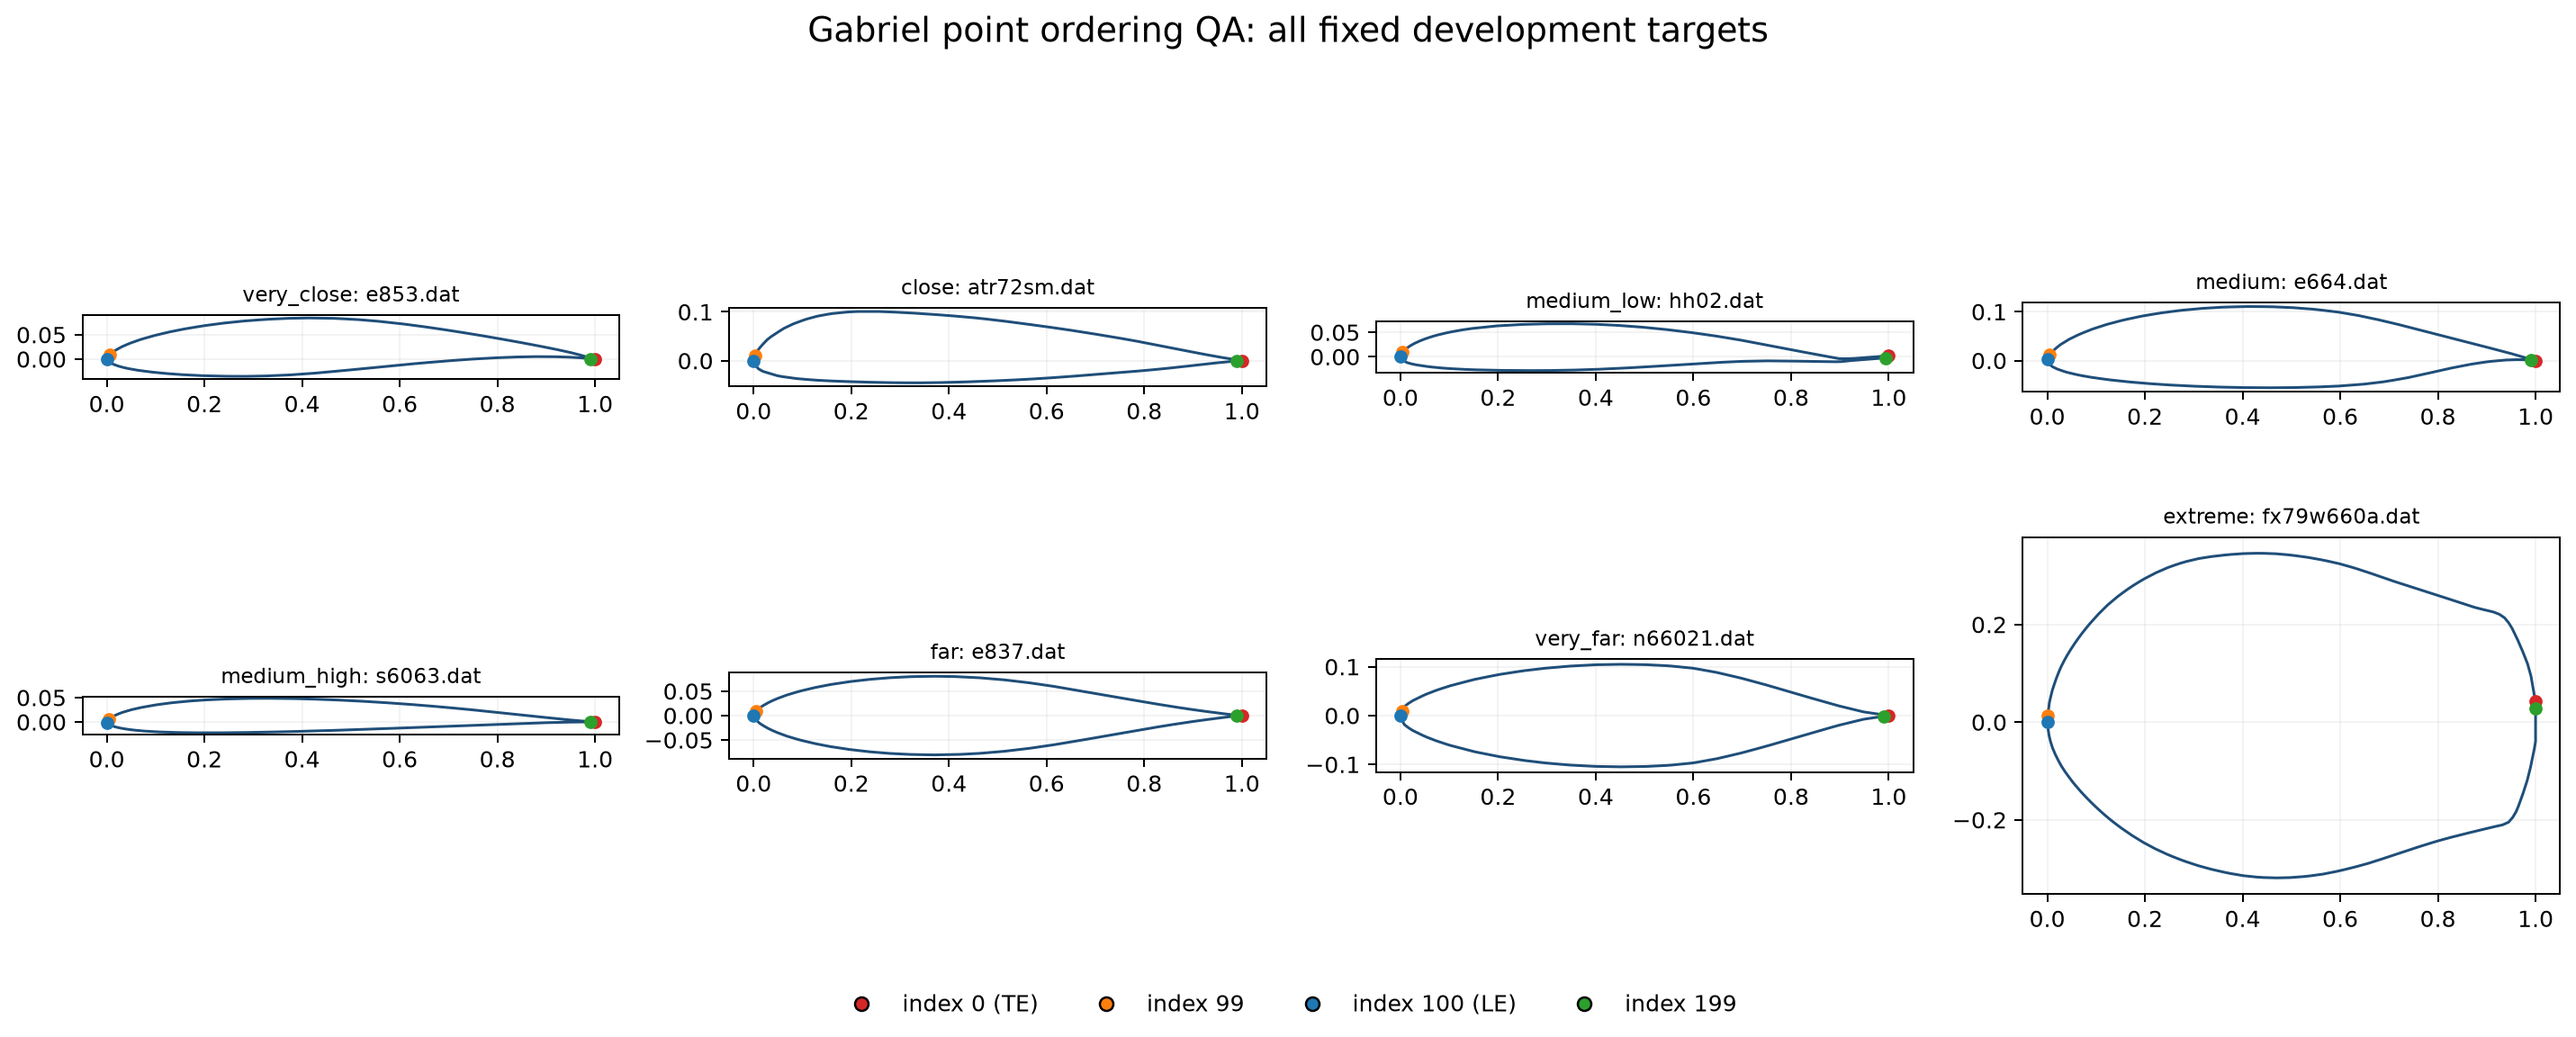 Gabriel point ordering QA: all fixed development targets
very_close: e853.dat
0.05
0.00
0.0 0.2 0.4 0.6 0.8 1.0
close: atr72sm.dat
0.1
0.0
0.0 0.2 0.4 0.6 0.8 1.0
medium_low: hh02.dat
0.05
0.00
0.0 0.2 0.4 0.6 0.8 1.0
medium: e664.dat
0.1
0.0
0.0 0.2 0.4 0.6 0.8 1.0
medium_high: s6063.dat
0.05
0.00
0.0 0.2 0.4 0.6 0.8 1.0
far: e837.dat
0.05
0.00
−0.05
0.0 0.2 0.4 0.6 0.8 1.0
very_far: n66021.dat
0.1
0.0
−0.1
0.0 0.2 0.4 0.6 0.8 1.0
extreme: fx79w660a.dat
0.2
0.0
−0.2
0.0 0.2 0.4 0.6 0.8 1.0
index 0 (TE) index 99 index 100 (LE) index 199